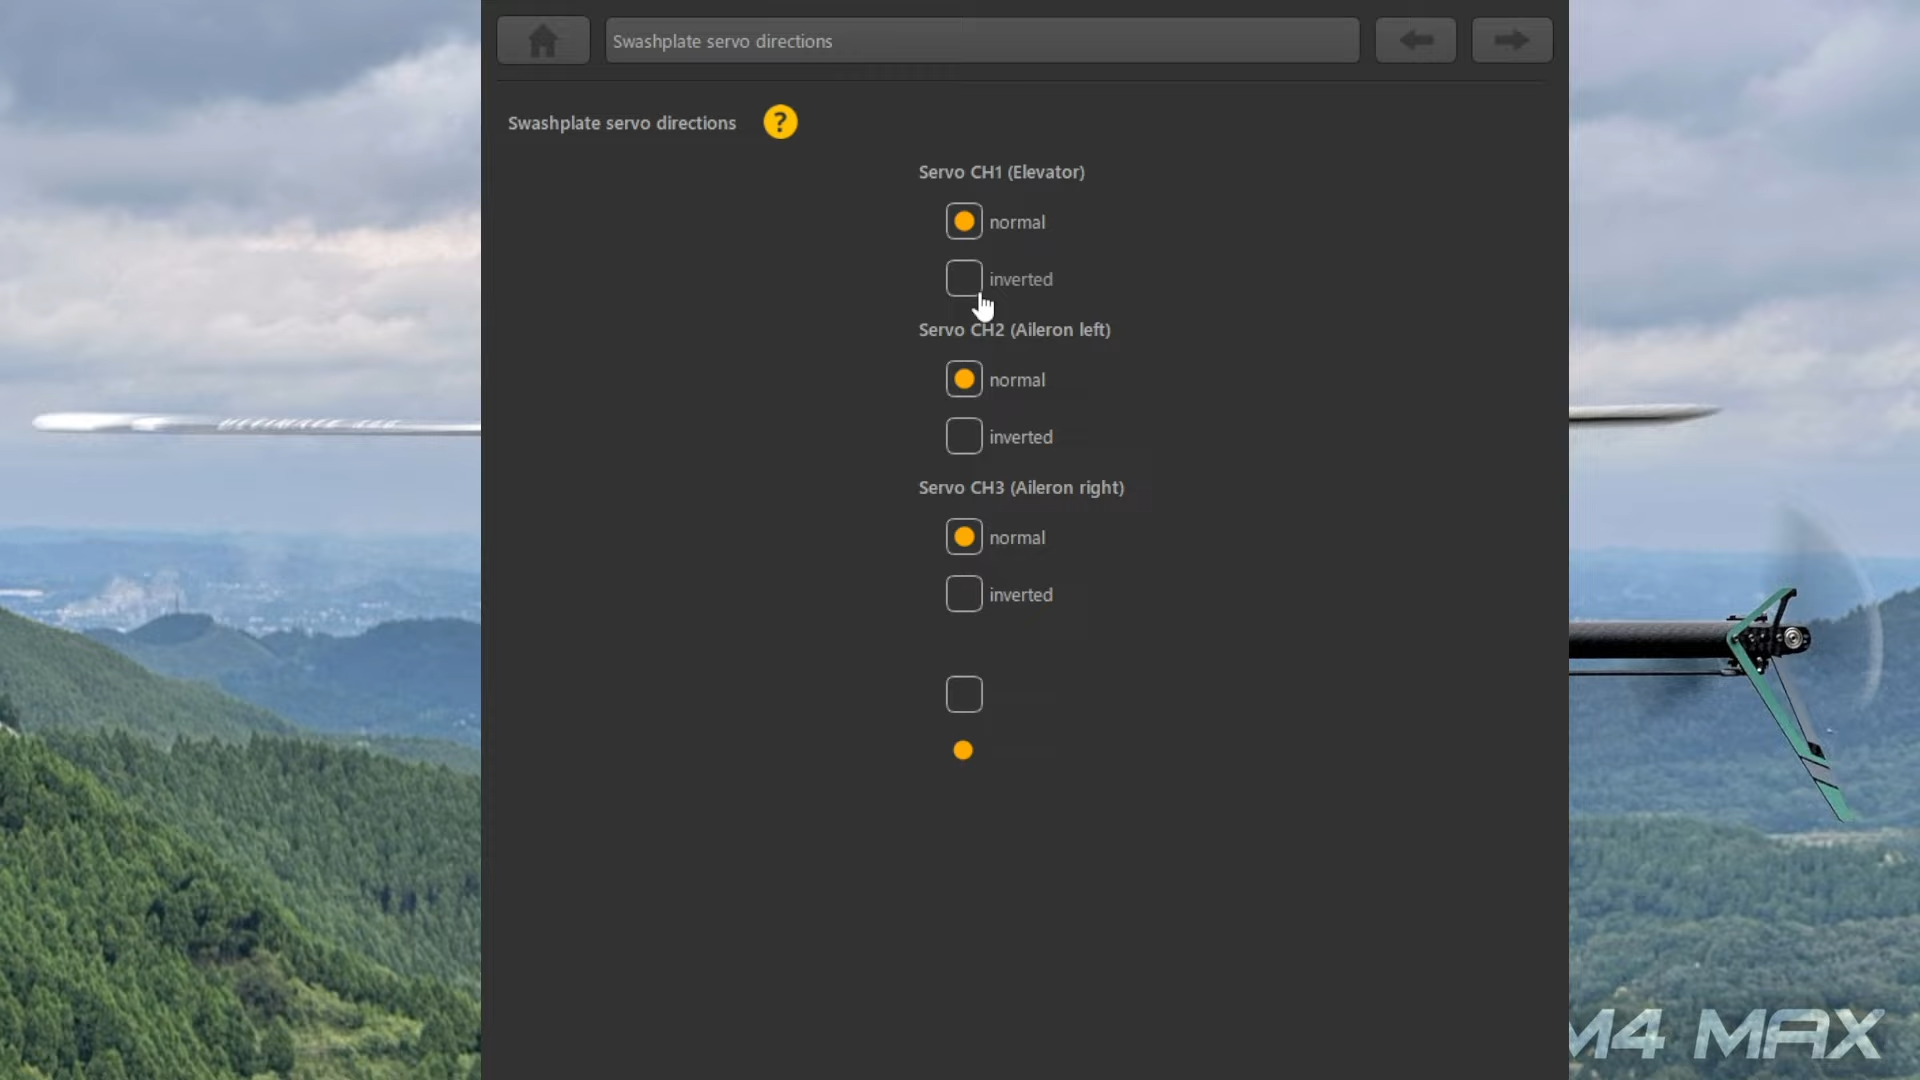 Swashplate servo directions
Swashplate servo directions ?
Servo CH1 (Elevator)
normal
inverted
Servo CH2 (Aileron left)
normal
inverted
Servo CH3 (Aileron right)
normal
inverted
M4 MAX